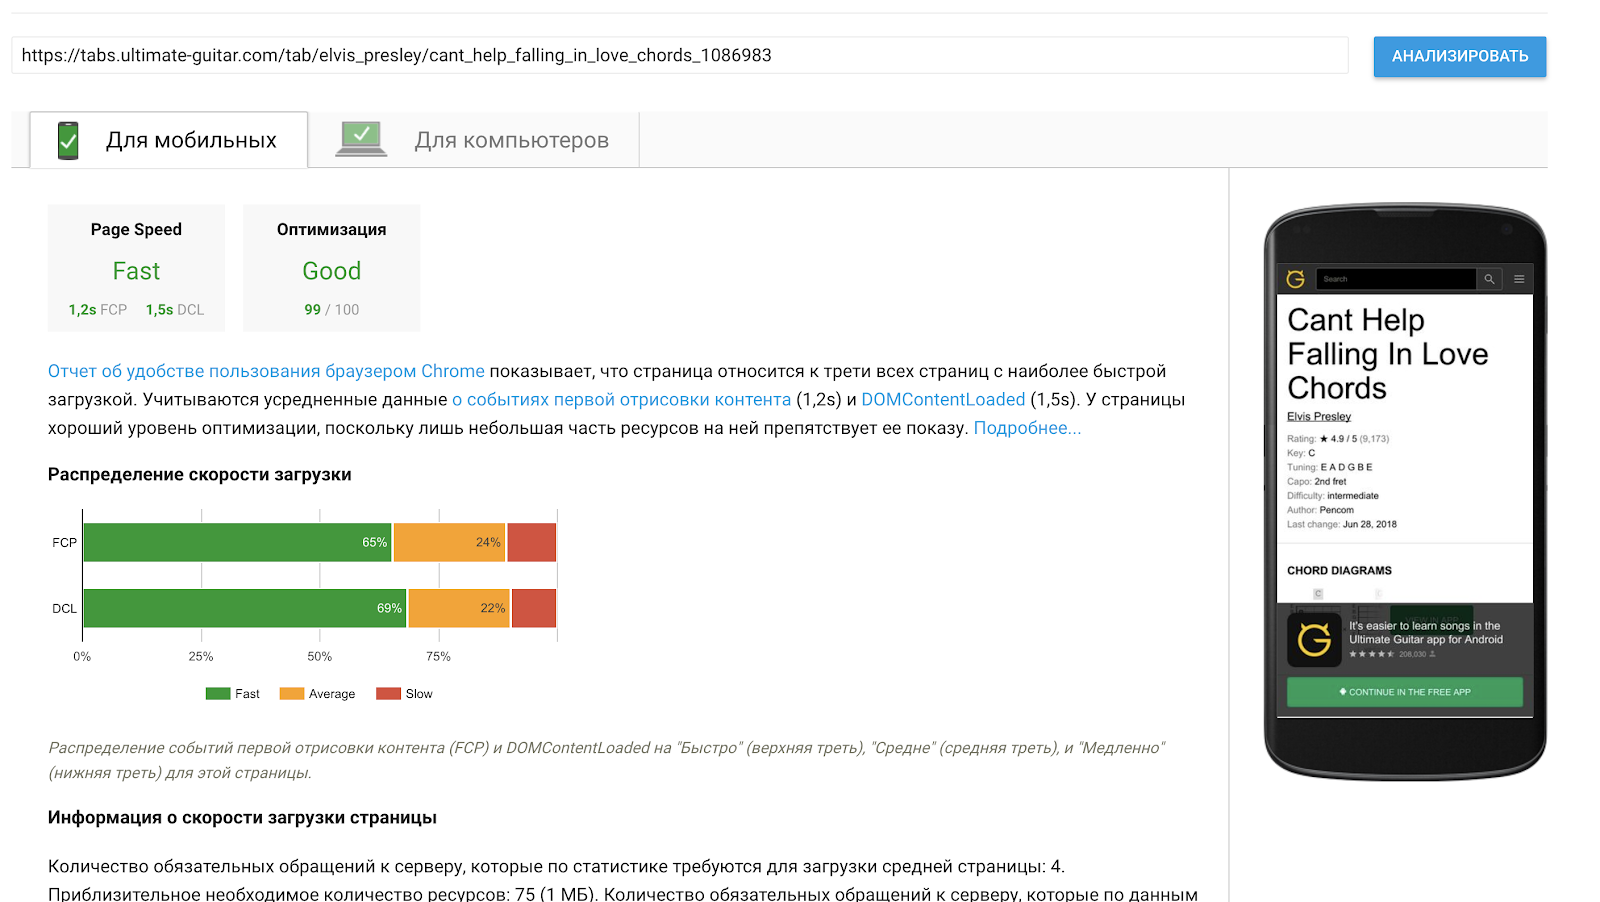 https://tabs.ultimate-guitar.com/tab/elvis_presley/cant_help_falling_in_love_chords_1086983
АНАЛИЗИРОВАТЬ
Для мобильных
Для компьютеров
Page Speed
Fast
1,2s FCP 1,5s DCL
Оптимизация
Good
99 / 100
Отчет об удобстве пользования браузером Chrome показывает, что страница относится к трети всех страниц с наиболее быстрой
загрузкой. Учитываются усредненные данные о событиях первой отрисовки контента (1,2s) и DOMContentLoaded (1,5s). У страницы
хороший уровень оптимизации, поскольку лишь небольшая часть ресурсов на ней препятствует ее показу. Подробнее...
Распределение скорости загрузки
FCP 65% 24%
DCL 69% 22%
0% 25% 50% 75%
Fast Average Slow
Распределение событий первой отрисовки контента (FCP) и DOMContentLoaded на "Быстро" (верхняя треть), "Средне" (средняя треть), и "Медленно"
(нижняя треть) для этой страницы.
Информация о скорости загрузки страницы
Количество обязательных обращений к серверу, которые по статистике требуются для загрузки средней страницы: 4.
Приблизительное необходимое количество ресурсов: 75 (1 МБ). Количество обязательных обращений к серверу, которые по данным
Search
Cant Help
Falling In Love
Chords
Elvis Presley
Rating: ★ 4.9 / 5 (9,173)
Key: C
Tuning: E A D G B E
Capo: 2nd fret
Difficulty: intermediate
Author: Pencom
Last change: Jun 28, 2018
CHORD DIAGRAMS
C
It's easier to learn songs in the
Ultimate Guitar app for Android
208,030
CONTINUE IN THE FREE APP